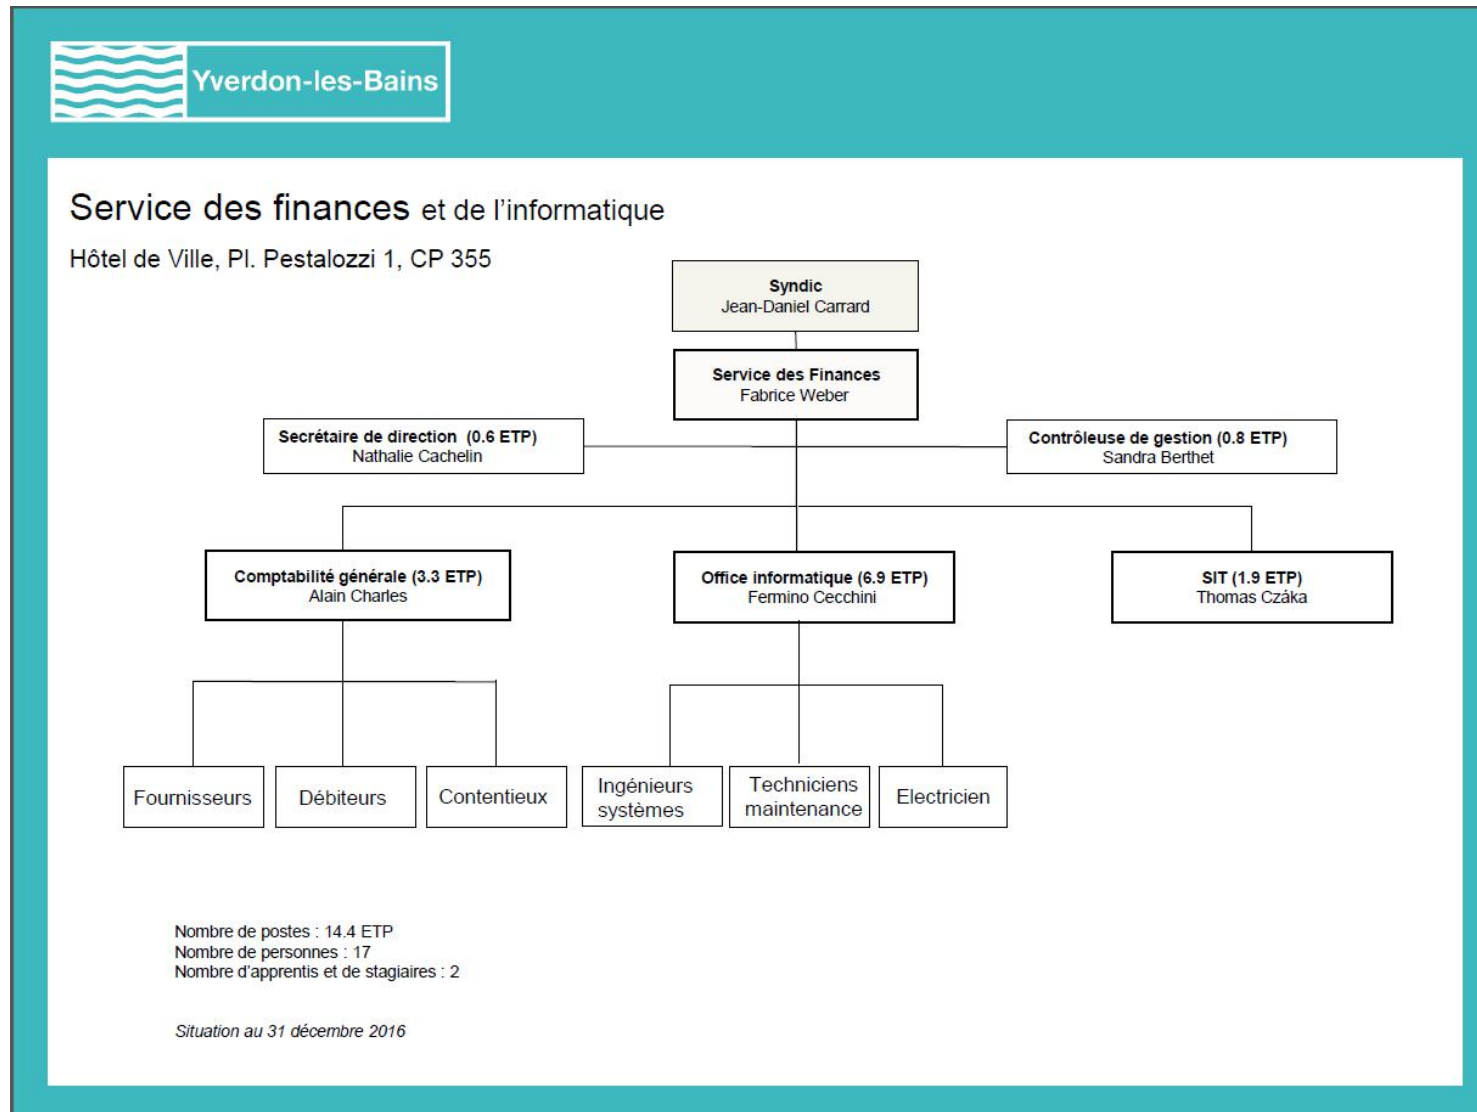 Yverdon-les-Bains
Service des finances et de l'informatique
Hôtel de Ville, Pl. Pestalozzi 1, CP 355
Syndic
Jean-Daniel Carrard
Service des Finances
Fabrice Weber
Secrétaire de direction (0.6 ETP)
Nathalie Cachelin
Contrôleuse de gestion (0.8 ETP)
Sandra Berthet
Comptabilité générale (3.3 ETP)
Alain Charles
Office informatique (6.9 ETP)
Fermino Cecchini
SIT (1.9 ETP)
Thomas Czáka
Fournisseurs
Débiteurs
Contentieux
Ingénieurs
systèmes
Techniciens
maintenance
Electricien
Nombre de postes : 14.4 ETP
Nombre de personnes : 17
Nombre d'apprentis et de stagiaires : 2
Situation au 31 décembre 2016